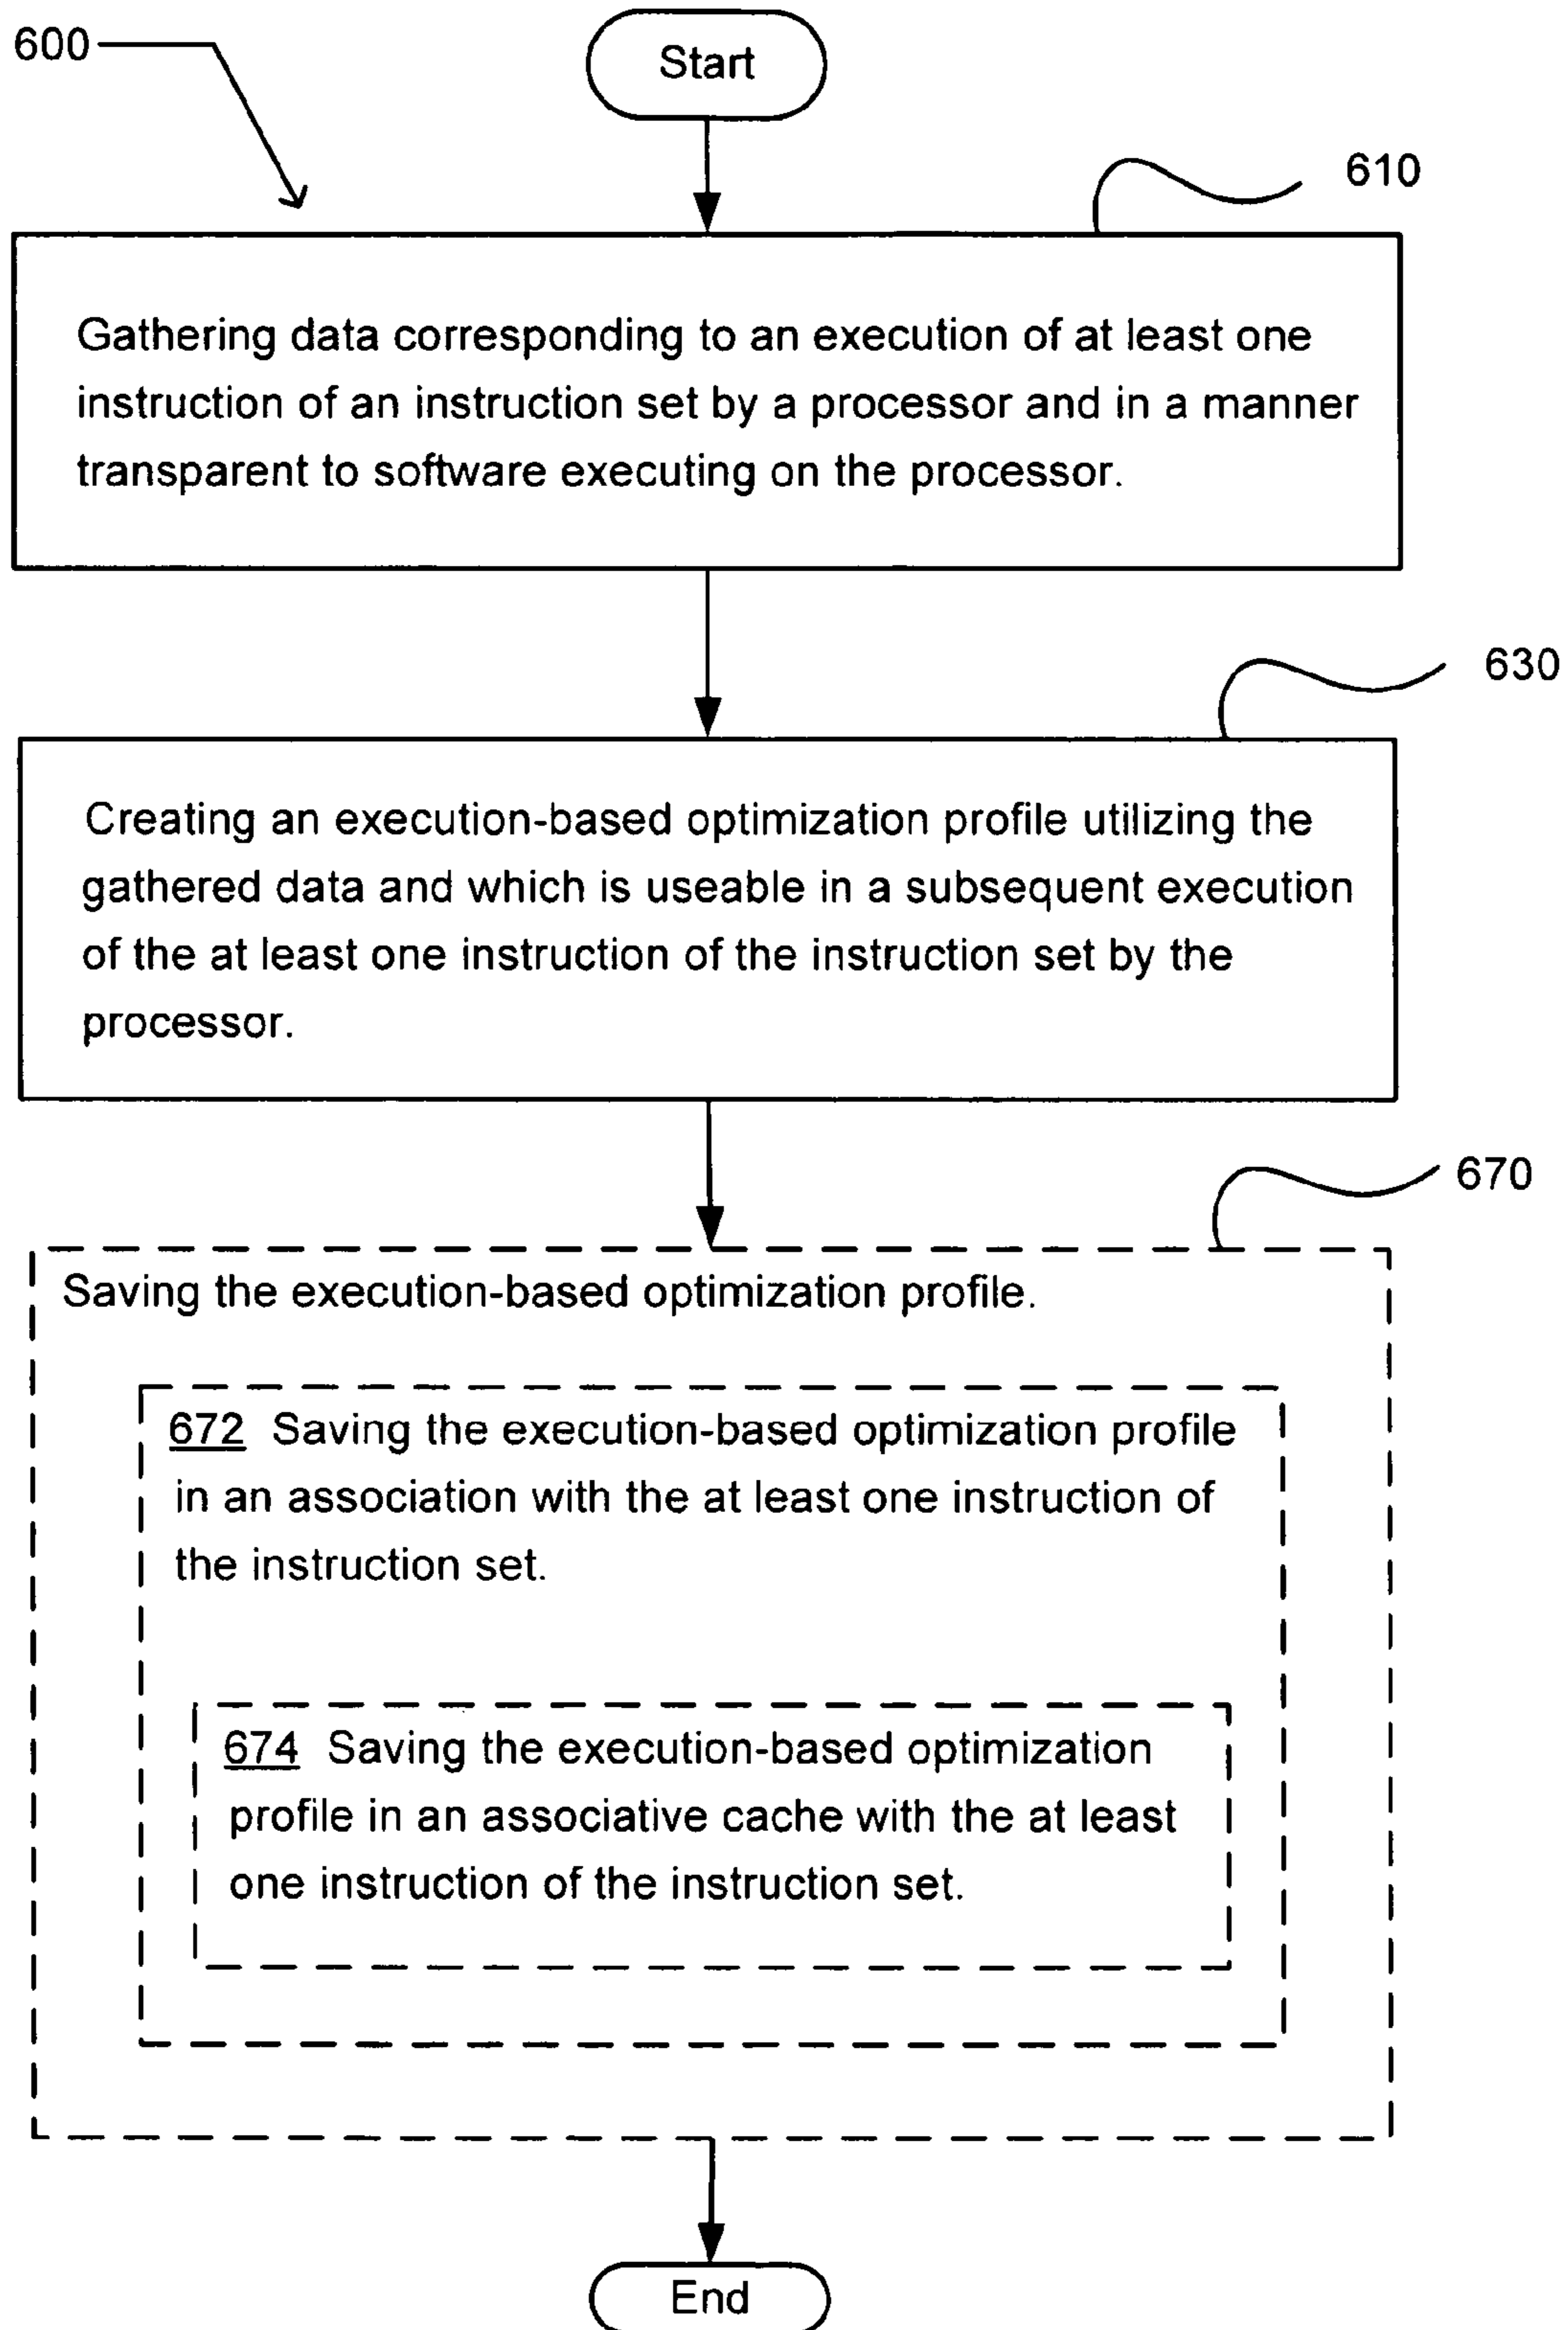 600
Start
610
Gathering data corresponding to an execution of at least one
instruction of an instruction set by a processor and in a manner
transparent to software executing on the processor.
630
Creating an execution-based optimization profile utilizing the
gathered data and which is useable in a subsequent execution
of the at least one instruction of the instruction set by the
processor.
670
Saving the execution-based optimization profile.
672 Saving the execution-based optimization profile
in an association with the at least one instruction of
the instruction set.
674 Saving the execution-based optimization
profile in an associative cache with the at least
one instruction of the instruction set.
End